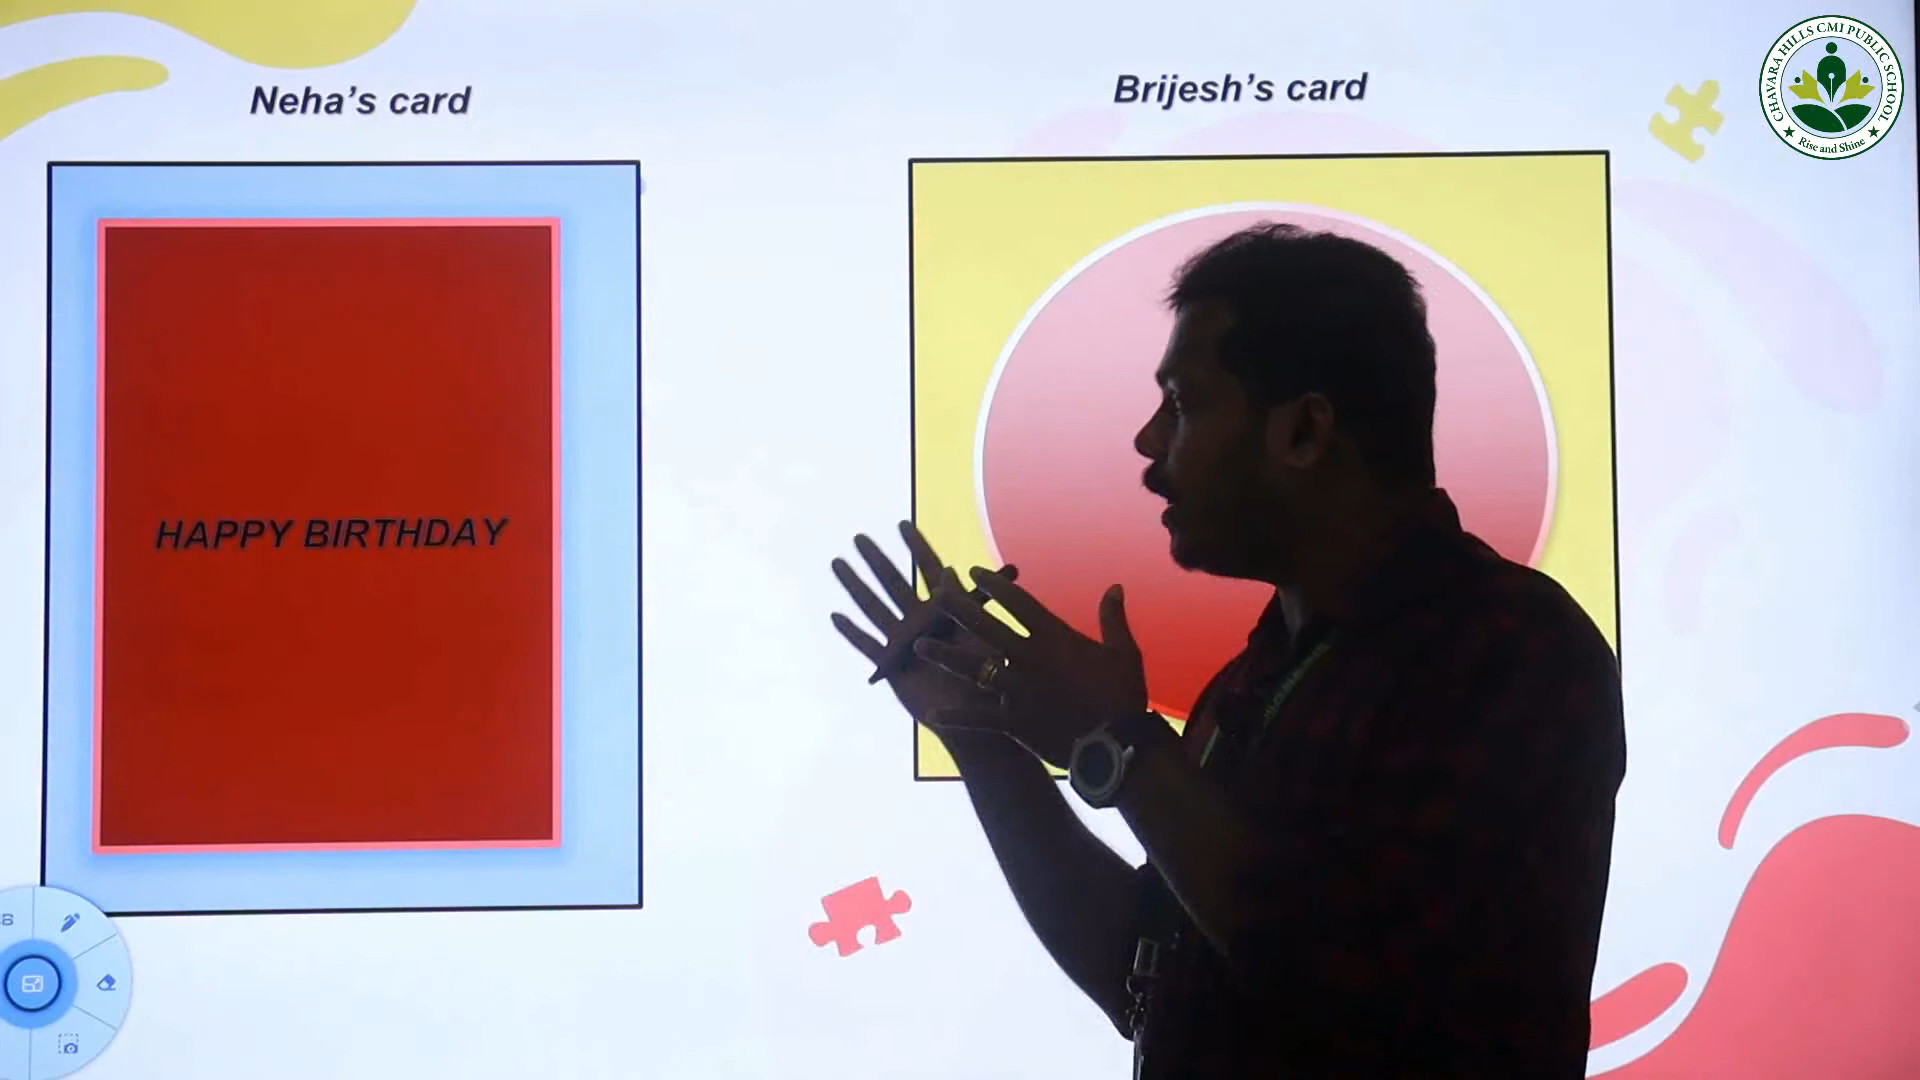 Neha's card
Brijesh's card
HAPPY BIRTHDAY
CHAVARA HILLS CMI PUBLIC SCHOOL
Rise and Shine